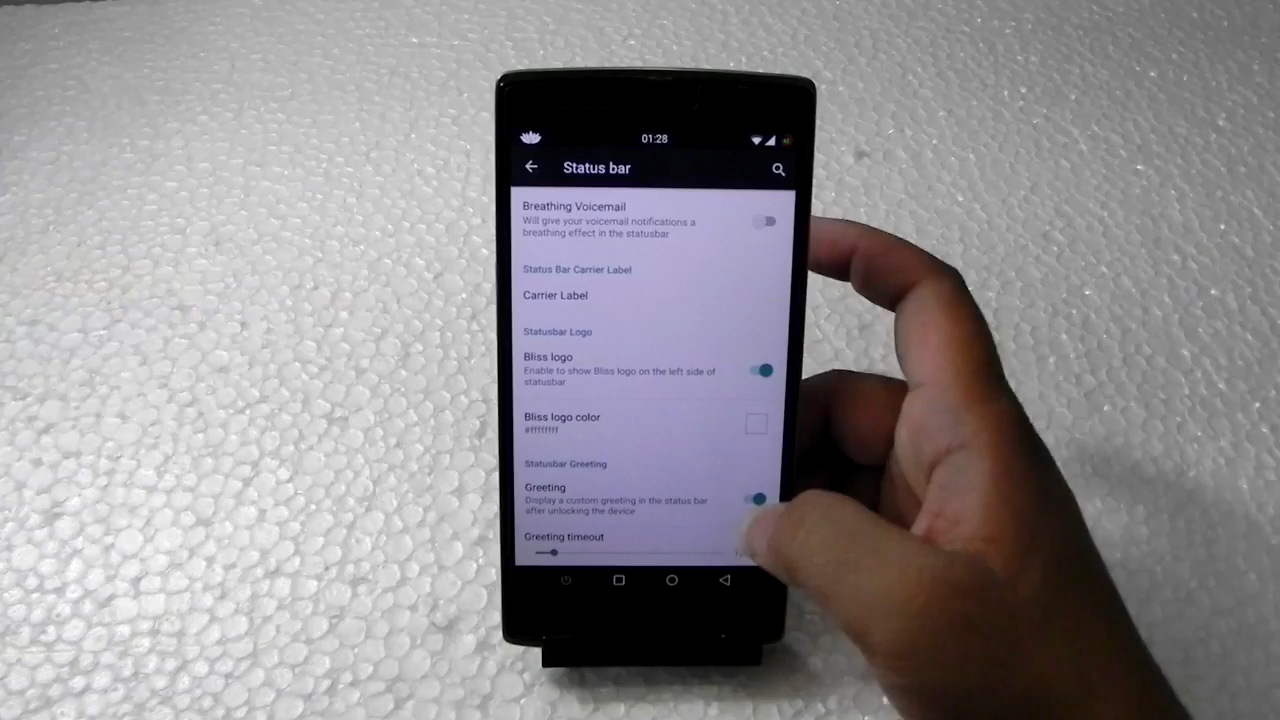 01:28
Status bar
Breathing Voicemail
Will give your voicemail notifications a
breathing effect in the statusbar
Status Bar Carrier Label
Carrier Label
Statusbar Logo
Bliss logo
Enable to show Bliss logo on the left side of
statusbar
Bliss logo color
#ffffffff
Statusbar Greeting
Greeting
Display a custom greeting in the status bar
after unlocking the device
Greeting timeout